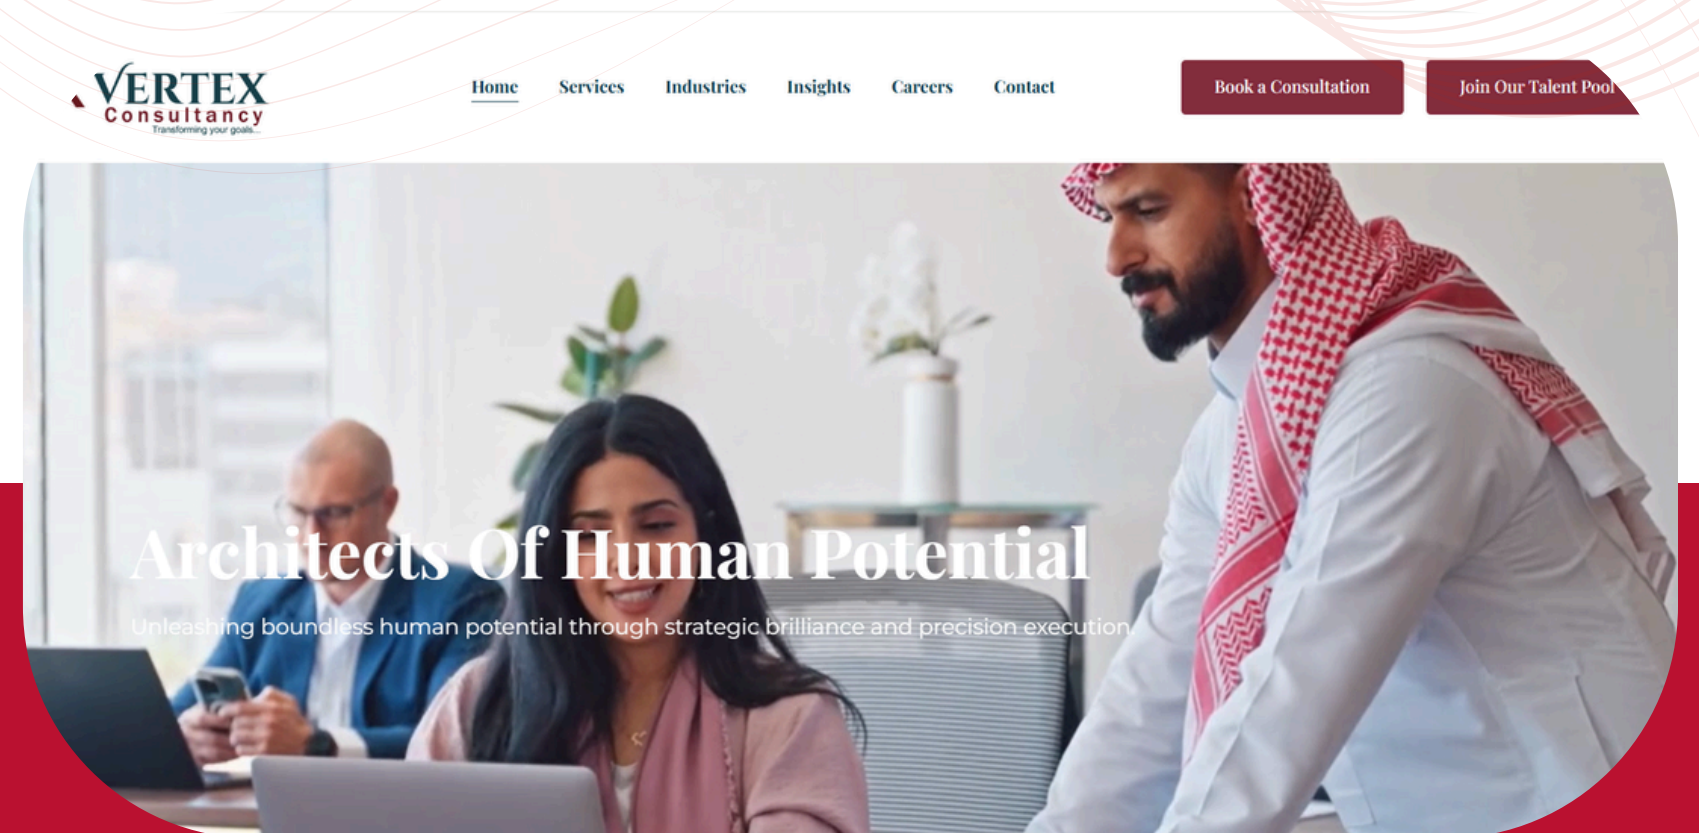 VERTEX
Consultancy
Transforming your goals...
Home Services Industries Insights Careers Contact
Book a Consultation
Join Our Talent Pool
Architects Of Human Potential
Unleashing boundless human potential through strategic brilliance and precision execution.